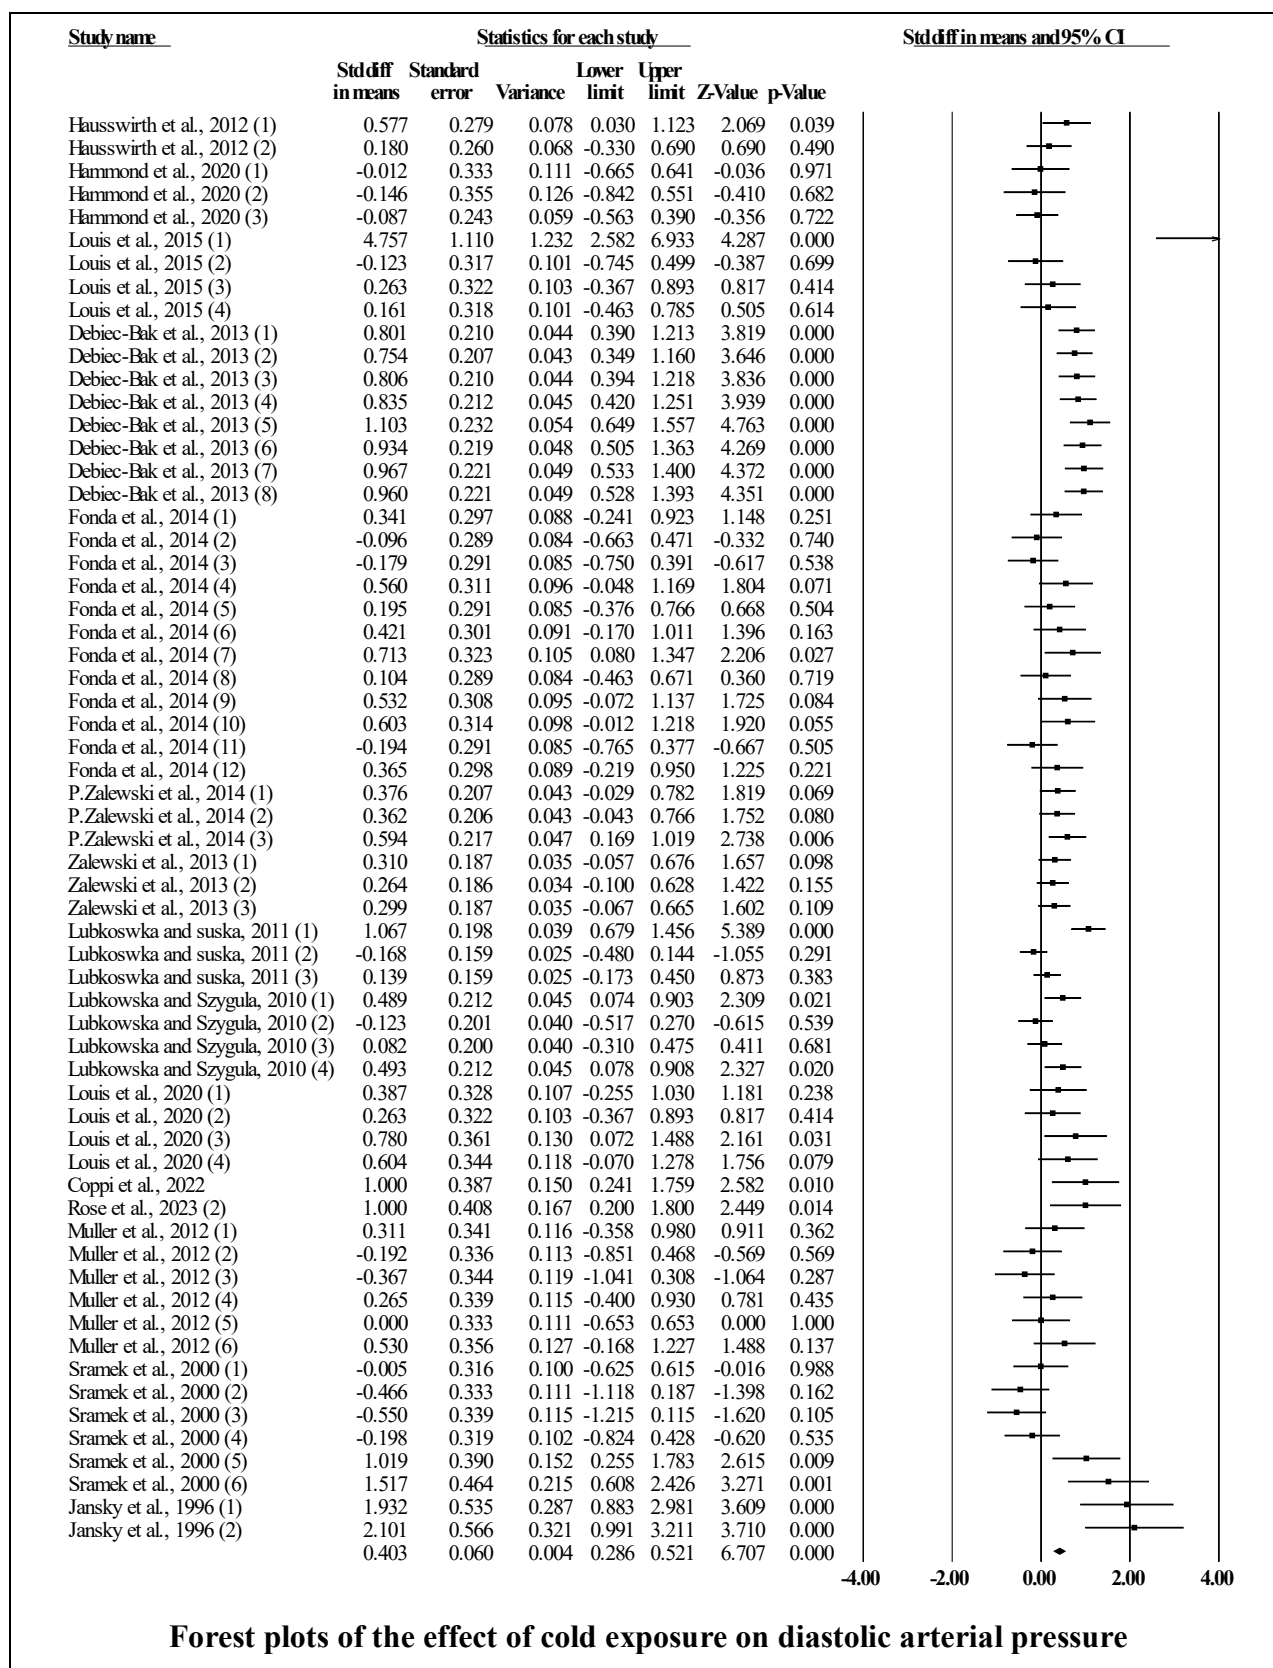 Study name Statistics for each study Std diff in means and 95% CI
Std diff Standard Lower Upper
in means error Variance limit limit Z-Value p-Value
Hausswirth et al., 2012 (1) 0.577 0.279 0.078 0.030 1.123 2.069 0.039
Hausswirth et al., 2012 (2) 0.180 0.260 0.068 -0.330 0.690 0.690 0.490
Hammond et al., 2020 (1) -0.012 0.333 0.111 -0.665 0.641 -0.036 0.971
Hammond et al., 2020 (2) -0.146 0.355 0.126 -0.842 0.551 -0.410 0.682
Hammond et al., 2020 (3) -0.087 0.243 0.059 -0.563 0.390 -0.356 0.722
Louis et al., 2015 (1) 4.757 1.110 1.232 2.582 6.933 4.287 0.000
Louis et al., 2015 (2) -0.123 0.317 0.101 -0.745 0.499 -0.387 0.699
Louis et al., 2015 (3) 0.263 0.322 0.103 -0.367 0.893 0.817 0.414
Louis et al., 2015 (4) 0.161 0.318 0.101 -0.463 0.785 0.505 0.614
Debiec-Bak et al., 2013 (1) 0.801 0.210 0.044 0.390 1.213 3.819 0.000
Debiec-Bak et al., 2013 (2) 0.754 0.207 0.043 0.349 1.160 3.646 0.000
Debiec-Bak et al., 2013 (3) 0.806 0.210 0.044 0.394 1.218 3.836 0.000
Debiec-Bak et al., 2013 (4) 0.835 0.212 0.045 0.420 1.251 3.939 0.000
Debiec-Bak et al., 2013 (5) 1.103 0.232 0.054 0.649 1.557 4.763 0.000
Debiec-Bak et al., 2013 (6) 0.934 0.219 0.048 0.505 1.363 4.269 0.000
Debiec-Bak et al., 2013 (7) 0.967 0.221 0.049 0.533 1.400 4.372 0.000
Debiec-Bak et al., 2013 (8) 0.960 0.221 0.049 0.528 1.393 4.351 0.000
Fonda et al., 2014 (1) 0.341 0.297 0.088 -0.241 0.923 1.148 0.251
Fonda et al., 2014 (2) -0.096 0.289 0.084 -0.663 0.471 -0.332 0.740
Fonda et al., 2014 (3) -0.179 0.291 0.085 -0.750 0.391 -0.617 0.538
Fonda et al., 2014 (4) 0.560 0.311 0.096 -0.048 1.169 1.804 0.071
Fonda et al., 2014 (5) 0.195 0.291 0.085 -0.376 0.766 0.668 0.504
Fonda et al., 2014 (6) 0.421 0.301 0.091 -0.170 1.011 1.396 0.163
Fonda et al., 2014 (7) 0.713 0.323 0.105 0.080 1.347 2.206 0.027
Fonda et al., 2014 (8) 0.104 0.289 0.084 -0.463 0.671 0.360 0.719
Fonda et al., 2014 (9) 0.532 0.308 0.095 -0.072 1.137 1.725 0.084
Fonda et al., 2014 (10) 0.603 0.314 0.098 -0.012 1.218 1.920 0.055
Fonda et al., 2014 (11) -0.194 0.291 0.085 -0.765 0.377 -0.667 0.505
Fonda et al., 2014 (12) 0.365 0.298 0.089 -0.219 0.950 1.225 0.221
P.Zalewski et al., 2014 (1) 0.376 0.207 0.043 -0.029 0.782 1.819 0.069
P.Zalewski et al., 2014 (2) 0.362 0.206 0.043 -0.043 0.766 1.752 0.080
P.Zalewski et al., 2014 (3) 0.594 0.217 0.047 0.169 1.019 2.738 0.006
Zalewski et al., 2013 (1) 0.310 0.187 0.035 -0.057 0.676 1.657 0.098
Zalewski et al., 2013 (2) 0.264 0.186 0.034 -0.100 0.628 1.422 0.155
Zalewski et al., 2013 (3) 0.299 0.187 0.035 -0.067 0.665 1.602 0.109
Lubkoswka and suska, 2011 (1) 1.067 0.198 0.039 0.679 1.456 5.389 0.000
Lubkoswka and suska, 2011 (2) -0.168 0.159 0.025 -0.480 0.144 -1.055 0.291
Lubkoswka and suska, 2011 (3) 0.139 0.159 0.025 -0.173 0.450 0.873 0.383
Lubkowska and Szygula, 2010 (1) 0.489 0.212 0.045 0.074 0.903 2.309 0.021
Lubkowska and Szygula, 2010 (2) -0.123 0.201 0.040 -0.517 0.270 -0.615 0.539
Lubkowska and Szygula, 2010 (3) 0.082 0.200 0.040 -0.310 0.475 0.411 0.681
Lubkowska and Szygula, 2010 (4) 0.493 0.212 0.045 0.078 0.908 2.327 0.020
Louis et al., 2020 (1) 0.387 0.328 0.107 -0.255 1.030 1.181 0.238
Louis et al., 2020 (2) 0.263 0.322 0.103 -0.367 0.893 0.817 0.414
Louis et al., 2020 (3) 0.780 0.361 0.130 0.072 1.488 2.161 0.031
Louis et al., 2020 (4) 0.604 0.344 0.118 -0.070 1.278 1.756 0.079
Coppi et al., 2022 1.000 0.387 0.150 0.241 1.759 2.582 0.010
Rose et al., 2023 (2) 1.000 0.408 0.167 0.200 1.800 2.449 0.014
Muller et al., 2012 (1) 0.311 0.341 0.116 -0.358 0.980 0.911 0.362
Muller et al., 2012 (2) -0.192 0.336 0.113 -0.851 0.468 -0.569 0.569
Muller et al., 2012 (3) -0.367 0.344 0.119 -1.041 0.308 -1.064 0.287
Muller et al., 2012 (4) 0.265 0.339 0.115 -0.400 0.930 0.781 0.435
Muller et al., 2012 (5) 0.000 0.333 0.111 -0.653 0.653 0.000 1.000
Muller et al., 2012 (6) 0.530 0.356 0.127 -0.168 1.227 1.488 0.137
Sramek et al., 2000 (1) -0.005 0.316 0.100 -0.625 0.615 -0.016 0.988
Sramek et al., 2000 (2) -0.466 0.333 0.111 -1.118 0.187 -1.398 0.162
Sramek et al., 2000 (3) -0.550 0.339 0.115 -1.215 0.115 -1.620 0.105
Sramek et al., 2000 (4) -0.198 0.319 0.102 -0.824 0.428 -0.620 0.535
Sramek et al., 2000 (5) 1.019 0.390 0.152 0.255 1.783 2.615 0.009
Sramek et al., 2000 (6) 1.517 0.464 0.215 0.608 2.426 3.271 0.001
Jansky et al., 1996 (1) 1.932 0.535 0.287 0.883 2.981 3.609 0.000
Jansky et al., 1996 (2) 2.101 0.566 0.321 0.991 3.211 3.710 0.000
0.403 0.060 0.004 0.286 0.521 6.707 0.000
-4.00 -2.00 0.00 2.00 4.00
Forest plots of the effect of cold exposure on diastolic arterial pressure